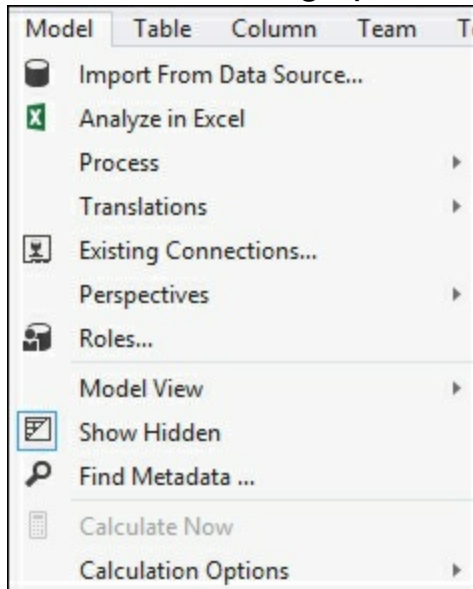 Model Table Column Team
Import From Data Source...
Analyze in Excel
Process
Translations
Existing Connections...
Perspectives
Roles...
Model View
Show Hidden
Find Metadata ...
Calculate Now
Calculation Options